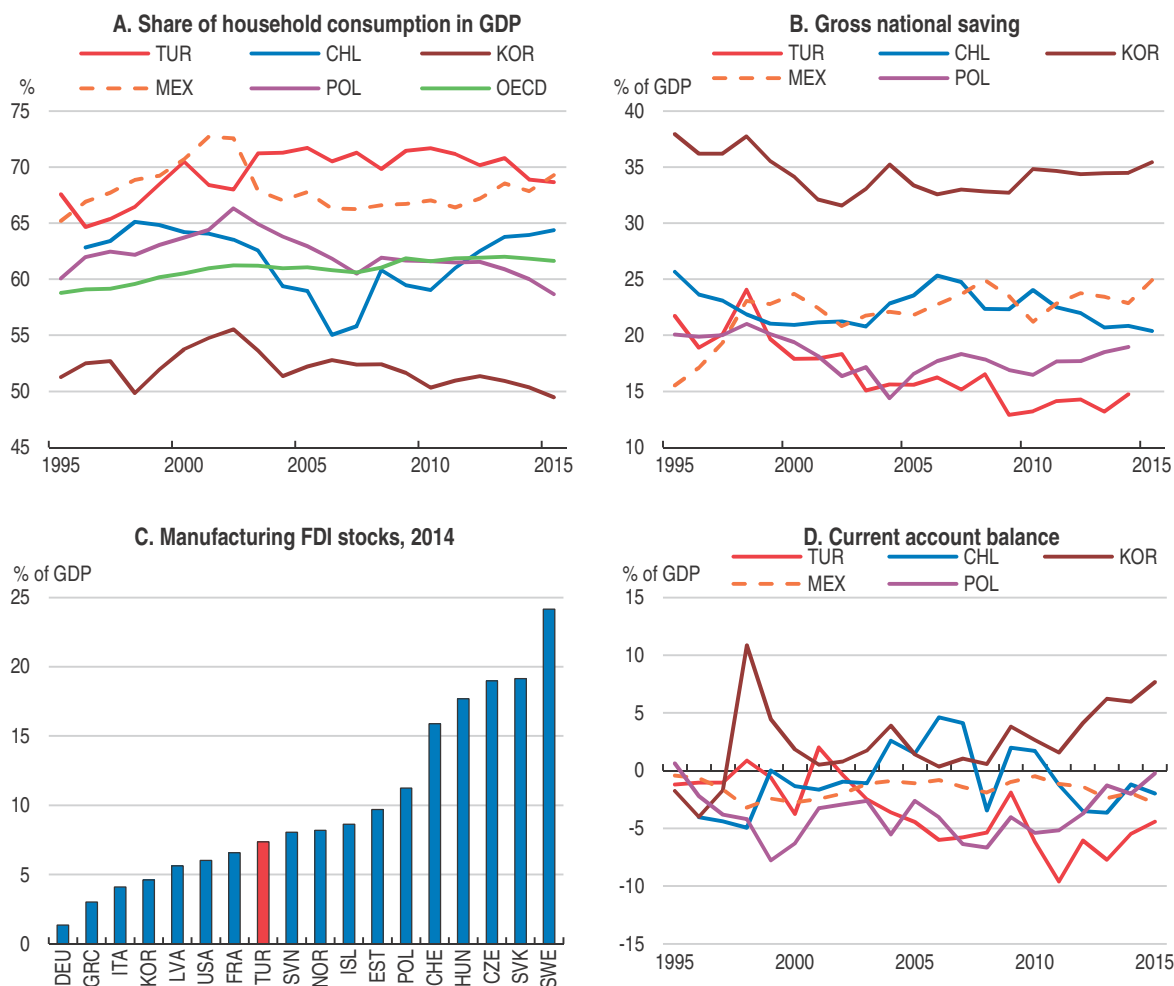 A. Share of household consumption in GDP
TUR CHL KOR
MEX POL OECD
%
75
70
65
60
55
50
45
1995 2000 2005 2010 2015
B. Gross national saving
TUR CHL KOR
MEX POL
% of GDP
40
35
30
25
20
15
10
1995 2000 2005 2010 2015
C. Manufacturing FDI stocks, 2014
% of GDP
25
20
15
10
5
0
DEU GRC ITA KOR LVA USA FRA TUR SVN NOR ISL EST POL CHE HUN CZE SVK SWE
D. Current account balance
TUR CHL KOR
MEX POL
% of GDP
15
10
5
0
-5
-10
-15
1995 2000 2005 2010 2015